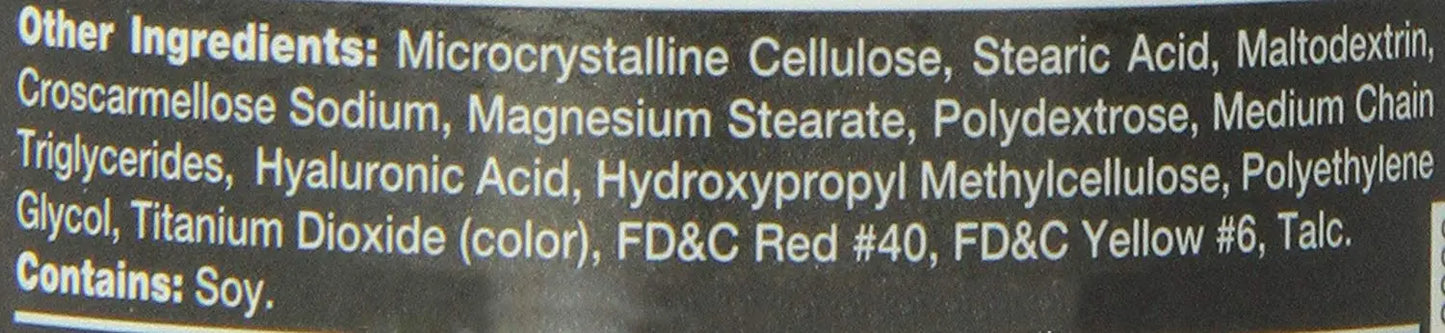 Other Ingredients: Microcrystalline Cellulose, Stearic Acid, Maltodextrin,
Croscarmellose Sodium, Magnesium Stearate, Polydextrose, Medium Chain
Triglycerides, Hyaluronic Acid, Hydroxypropyl Methylcellulose, Polyethylene
Glycol, Titanium Dioxide (color), FD&C Red #40, FD&C Yellow #6, Talc.
Contains: Soy.